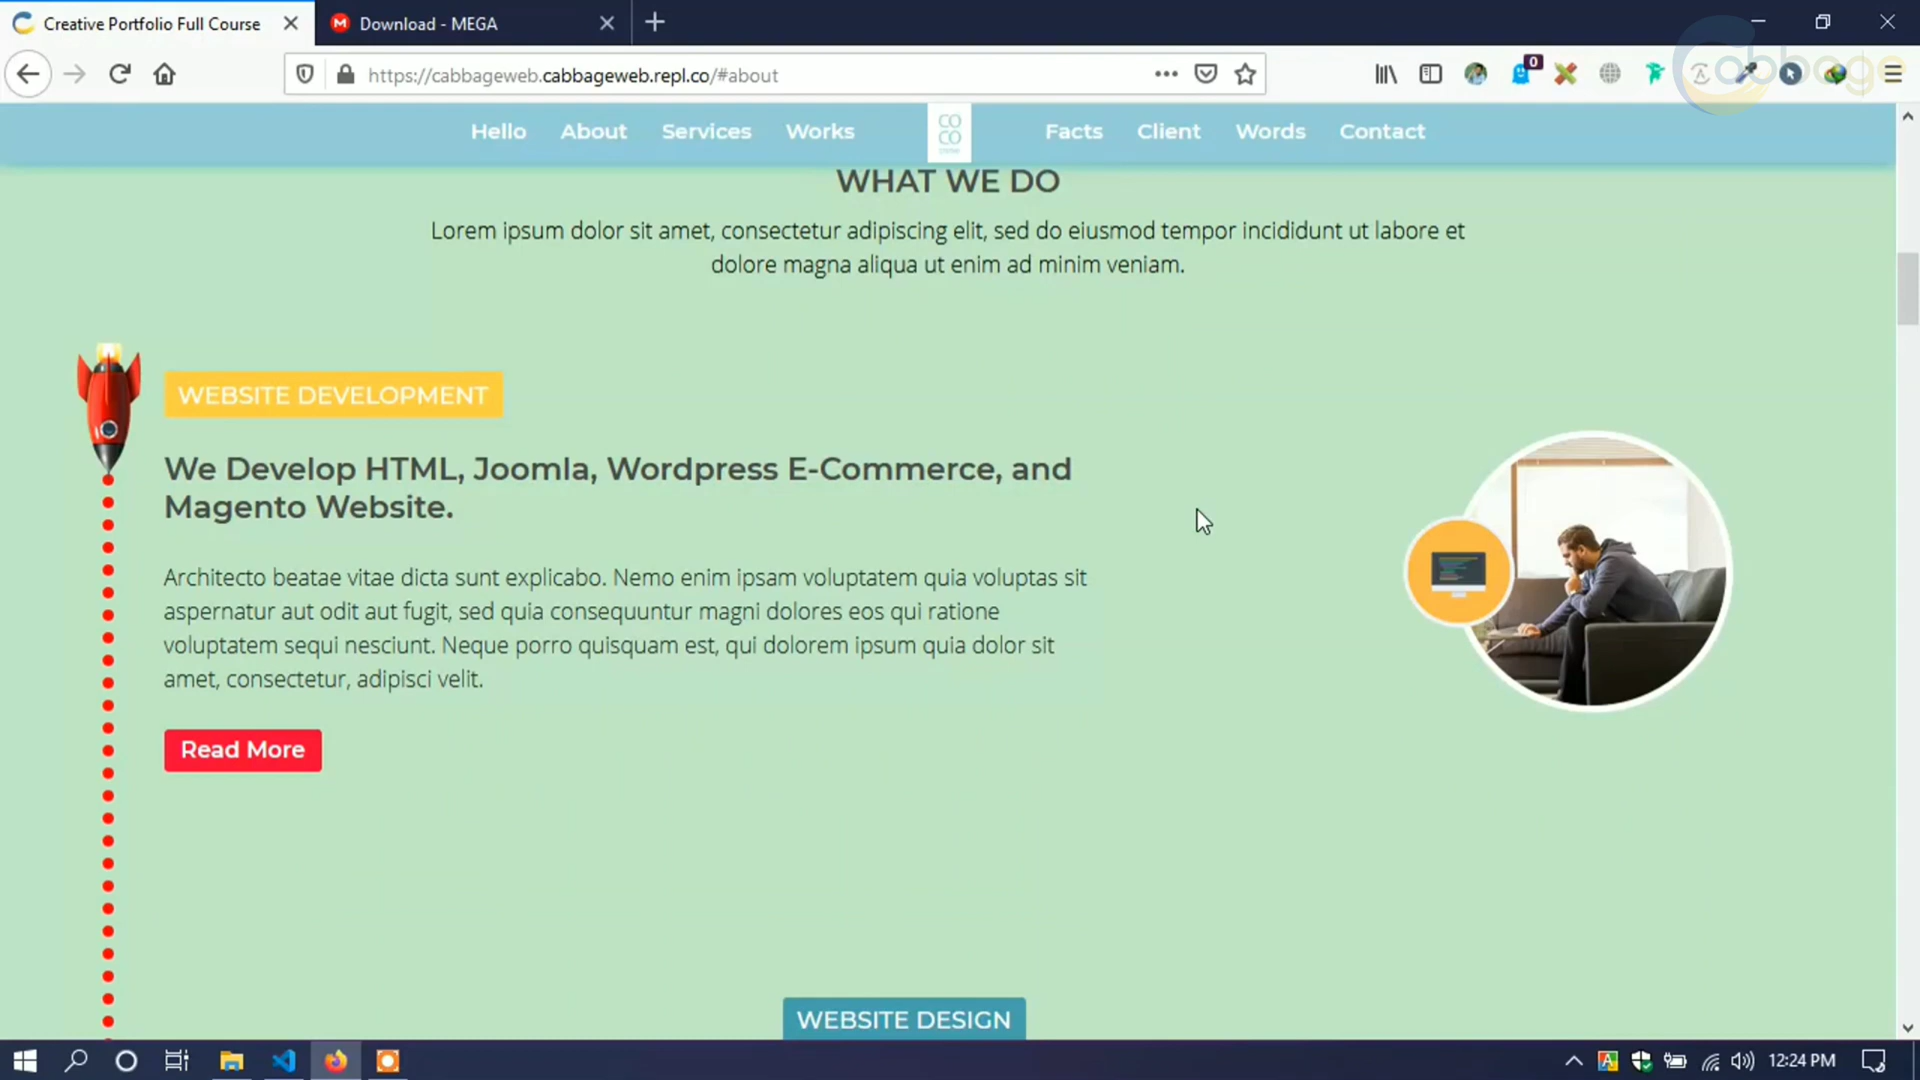 Creative Portfolio Full Course
Download - MEGA
https://cabbageweb.cabbageweb.repl.co/#about
0
Cabbage
Hello
About
Services
Works
CO
CO
Facts
Client
Words
Contact
WHAT WE DO
Lorem ipsum dolor sit amet, consectetur adipiscing elit, sed do eiusmod tempor incididunt ut labore et
dolore magna aliqua ut enim ad minim veniam.
WEBSITE DEVELOPMENT
We Develop HTML, Joomla, Wordpress E-Commerce, and
Magento Website.
Architecto beatae vitae dicta sunt explicabo. Nemo enim ipsam voluptatem quia voluptas sit
aspernatur aut odit aut fugit, sed quia consequuntur magni dolores eos qui ratione
voluptatem sequi nesciunt. Neque porro quisquam est, qui dolorem ipsum quia dolor sit
amet, consectetur, adipisci velit.
Read More
WEBSITE DESIGN
12:24 PM